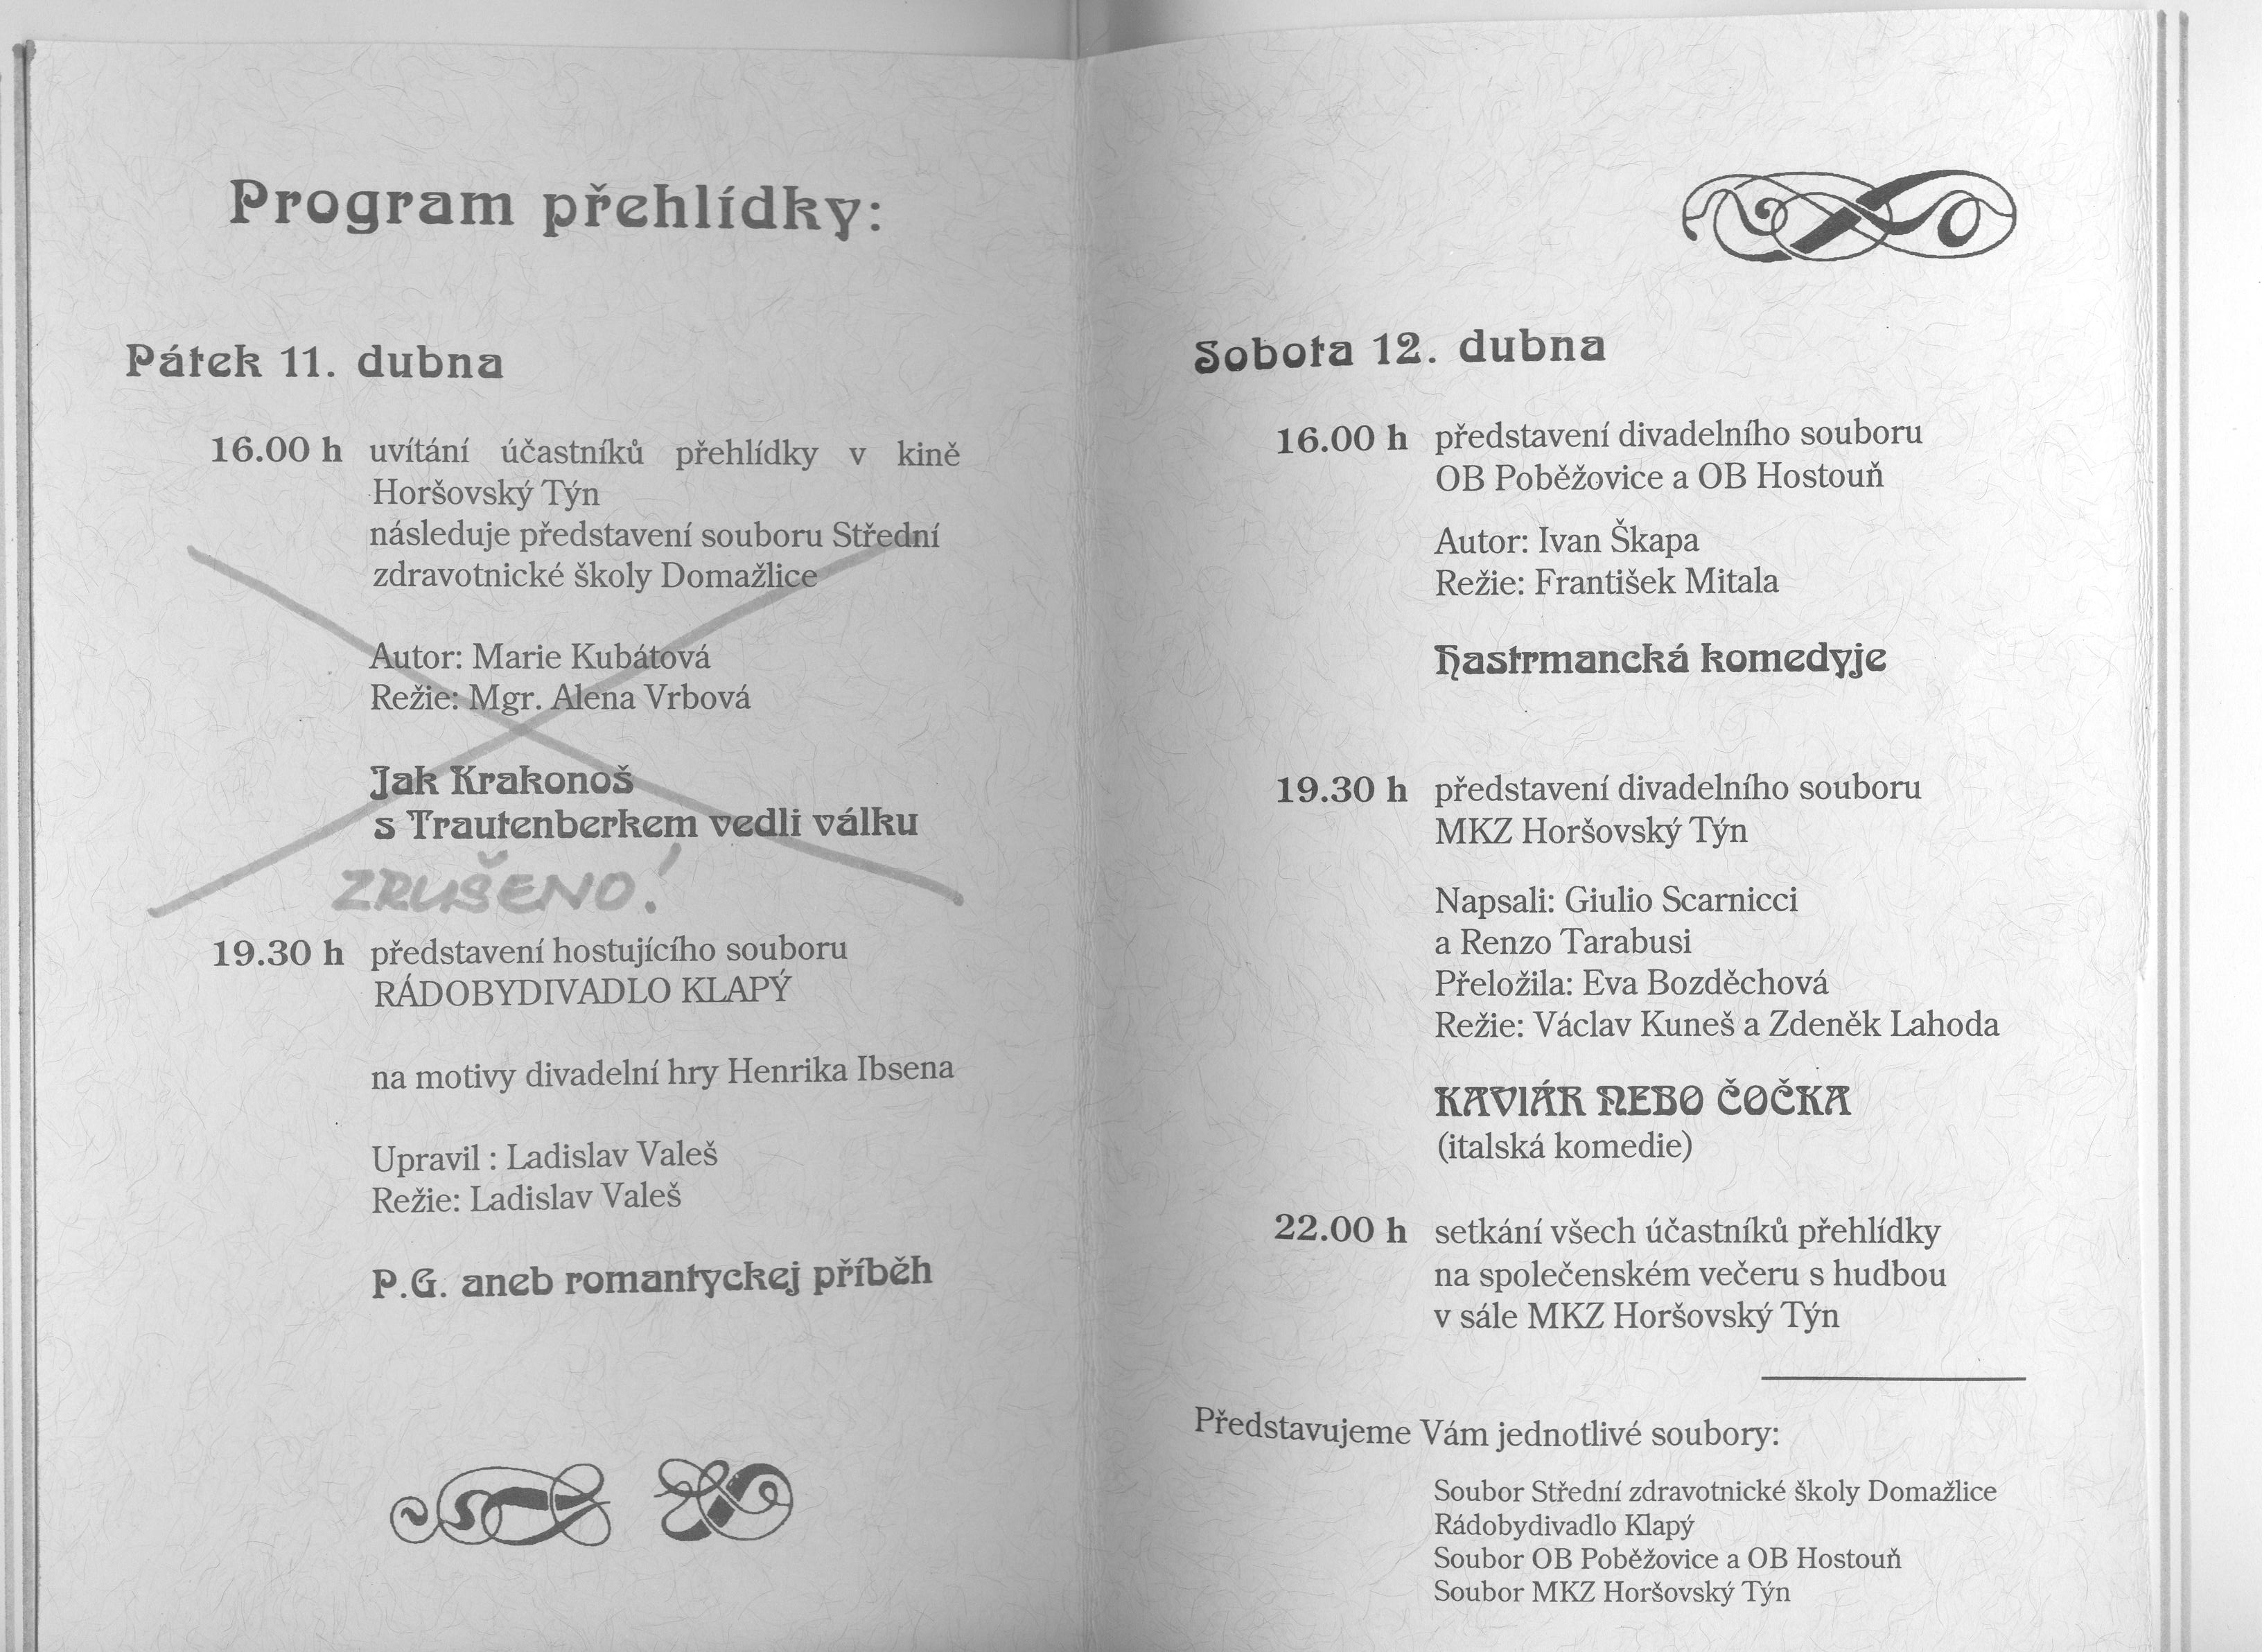 Program přehlídky:
Pátek 11. dubna
16.00 h uvítání účastníků přehlídky v kině
Horšovský Týn
následuje představení souboru Střední
zdravotnické školy Domažlice
Autor: Marie Kubátová
Režie: Mgr. Alena Vrbová
Jak Krakonoš
s Trautenberkem vedli válku
ZRUŠENO!
19.30 h představení hostujícího souboru
RÁDOBYDIVADLO KLAPÝ
na motivy divadelní hry Henrika Ibsena
Upravil : Ladislav Valeš
Režie: Ladislav Valeš
P.G. aneb romantyckej příběh
Sobota 12. dubna
16.00 h představení divadelního souboru
OB Poběžovice a OB Hostouň
Autor: Ivan Škapa
Režie: František Mitala
Hastrmancká komedyje
19.30 h představení divadelního souboru
MKZ Horšovský Týn
Napsali: Giulio Scarnicci
a Renzo Tarabusi
Přeložila: Eva Bozděchová
Režie: Václav Kuneš a Zdeněk Lahoda
KAVIÁR NEBO ČOČKA
(italská komedie)
22.00 h setkání všech účastníků přehlídky
na společenském večeru s hudbou
v sále MKZ Horšovský Týn
Představujeme Vám jednotlivé soubory:
Soubor Střední zdravotnické školy Domažlice
Rádobydivadlo Klapý
Soubor OB Poběžovice a OB Hostouň
Soubor MKZ Horšovský Týn